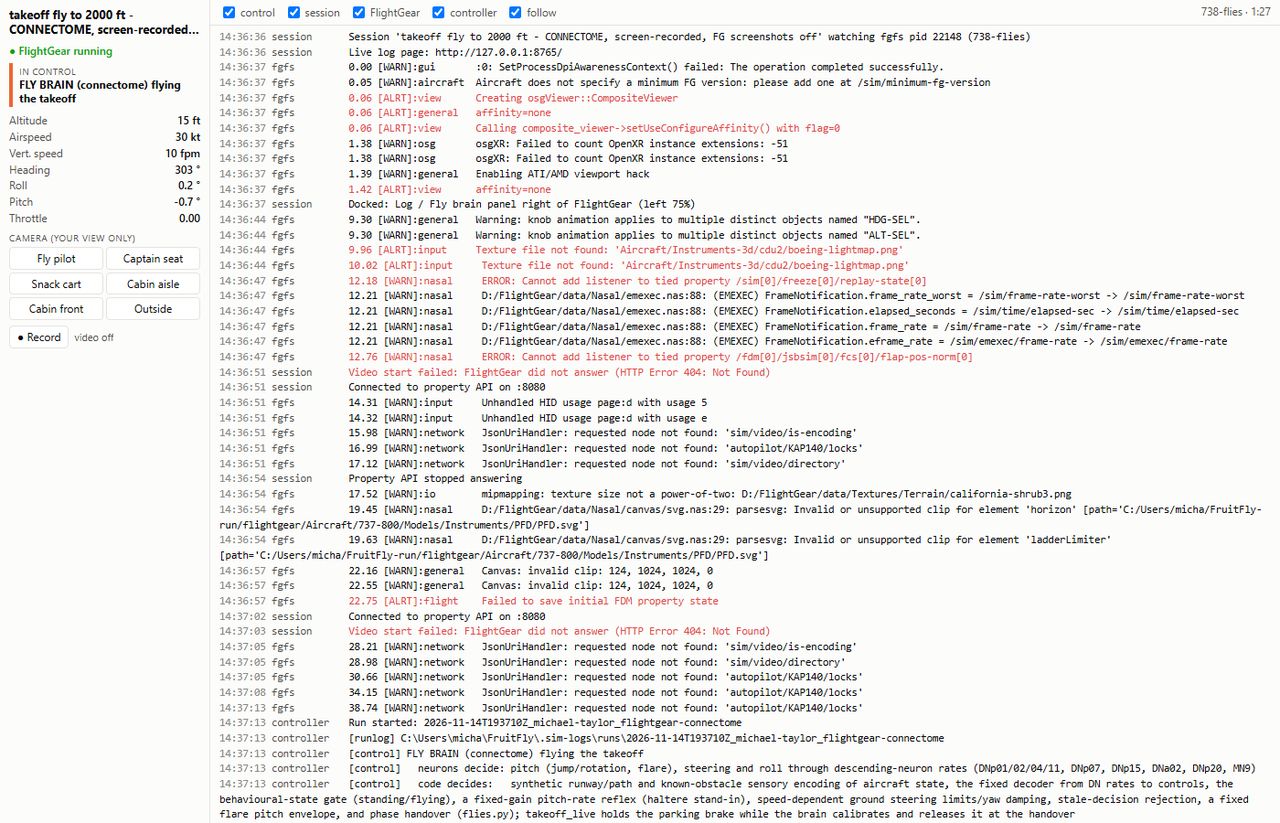 takeoff fly to 2000 ft -
CONNECTOME, screen-recorded...
● FlightGear running
IN CONTROL
FLY BRAIN (connectome) flying
the takeoff
Altitude 15 ft
Airspeed 30 kt
Vert. speed 10 fpm
Heading 303 °
Roll 0.2 °
Pitch -0.7 °
Throttle 0.00
CAMERA (YOUR VIEW ONLY)
Fly pilot Captain seat
Snack cart Cabin aisle
Cabin front Outside
● Record video off
control session FlightGear controller follow 738-flies · 1:27
14:36:36 session Session 'takeoff fly to 2000 ft - CONNECTOME, screen-recorded, FG screenshots off' watching fgfs pid 22148 (738-flies)
14:36:36 session Live log page: http://127.0.0.1:8765/
14:36:37 fgfs 0.00 [WARN]:gui :0: SetProcessDpiAwarenessContext() failed: The operation completed successfully.
14:36:37 fgfs 0.05 [WARN]:aircraft Aircraft does not specify a minimum FG version: please add one at /sim/minimum-fg-version
14:36:37 fgfs 0.06 [ALRT]:view Creating osgViewer::CompositeViewer
14:36:37 fgfs 0.06 [ALRT]:general affinity=none
14:36:37 fgfs 0.06 [ALRT]:view Calling composite_viewer->setUseConfigureAffinity() with flag=0
14:36:37 fgfs 1.38 [WARN]:osg osgXR: Failed to count OpenXR instance extensions: -51
14:36:37 fgfs 1.38 [WARN]:osg osgXR: Failed to count OpenXR instance extensions: -51
14:36:37 fgfs 1.39 [WARN]:general Enabling ATI/AMD viewport hack
14:36:37 fgfs 1.42 [ALRT]:view affinity=none
14:36:37 session Docked: Log / Fly brain panel right of FlightGear (left 75%)
14:36:44 fgfs 9.30 [WARN]:general Warning: knob animation applies to multiple distinct objects named "HDG-SEL".
14:36:44 fgfs 9.30 [WARN]:general Warning: knob animation applies to multiple distinct objects named "ALT-SEL".
14:36:44 fgfs 9.96 [ALRT]:input Texture file not found: 'Aircraft/Instruments-3d/cdu2/boeing-lightmap.png'
14:36:44 fgfs 10.02 [ALRT]:input Texture file not found: 'Aircraft/Instruments-3d/cdu2/boeing-lightmap.png'
14:36:47 fgfs 12.18 [WARN]:nasal ERROR: Cannot add listener to tied property /sim[0]/freeze[0]/replay-state[0]
14:36:47 fgfs 12.21 [WARN]:nasal D:/FlightGear/data/Nasal/emexec.nas:88: (EMEXEC) FrameNotification.frame_rate_worst = /sim/frame-rate-worst -> /sim/frame-rate-worst
14:36:47 fgfs 12.21 [WARN]:nasal D:/FlightGear/data/Nasal/emexec.nas:88: (EMEXEC) FrameNotification.elapsed_seconds = /sim/time/elapsed-sec -> /sim/time/elapsed-sec
14:36:47 fgfs 12.21 [WARN]:nasal D:/FlightGear/data/Nasal/emexec.nas:88: (EMEXEC) FrameNotification.frame_rate = /sim/frame-rate -> /sim/frame-rate
14:36:47 fgfs 12.21 [WARN]:nasal D:/FlightGear/data/Nasal/emexec.nas:88: (EMEXEC) FrameNotification.eframe_rate = /sim/emexec/frame-rate -> /sim/emexec/frame-rate
14:36:47 fgfs 12.76 [WARN]:nasal ERROR: Cannot add listener to tied property /fdm[0]/jsbsim[0]/fcs[0]/flap-pos-norm[0]
14:36:51 session Video start failed: FlightGear did not answer (HTTP Error 404: Not Found)
14:36:51 session Connected to property API on :8080
14:36:51 fgfs 14.31 [WARN]:input Unhandled HID usage page:d with usage 5
14:36:51 fgfs 14.32 [WARN]:input Unhandled HID usage page:d with usage e
14:36:51 fgfs 15.98 [WARN]:network JsonUriHandler: requested node not found: 'sim/video/is-encoding'
14:36:51 fgfs 16.99 [WARN]:network JsonUriHandler: requested node not found: 'autopilot/KAP140/locks'
14:36:51 fgfs 17.12 [WARN]:network JsonUriHandler: requested node not found: 'sim/video/directory'
14:36:54 session Property API stopped answering
14:36:54 fgfs 17.52 [WARN]:io mipmapping: texture size not a power-of-two: D:/FlightGear/data/Textures/Terrain/california-shrub3.png
14:36:54 fgfs 19.45 [WARN]:nasal D:/FlightGear/data/Nasal/canvas/svg.nas:29: parsesvg: Invalid or unsupported clip for element 'horizon' [path='C:/Users/micha/FruitFly-
run/flightgear/Aircraft/737-800/Models/Instruments/PFD/PFD.svg']
14:36:54 fgfs 19.63 [WARN]:nasal D:/FlightGear/data/Nasal/canvas/svg.nas:29: parsesvg: Invalid or unsupported clip for element 'ladderLimiter'
[path='C:/Users/micha/FruitFly-run/flightgear/Aircraft/737-800/Models/Instruments/PFD/PFD.svg']
14:36:57 fgfs 22.16 [WARN]:general Canvas: invalid clip: 124, 1024, 1024, 0
14:36:57 fgfs 22.55 [WARN]:general Canvas: invalid clip: 124, 1024, 1024, 0
14:36:57 fgfs 22.75 [ALRT]:flight Failed to save initial FDM property state
14:37:02 session Connected to property API on :8080
14:37:03 session Video start failed: FlightGear did not answer (HTTP Error 404: Not Found)
14:37:05 fgfs 28.21 [WARN]:network JsonUriHandler: requested node not found: 'sim/video/is-encoding'
14:37:05 fgfs 28.98 [WARN]:network JsonUriHandler: requested node not found: 'sim/video/directory'
14:37:05 fgfs 30.66 [WARN]:network JsonUriHandler: requested node not found: 'autopilot/KAP140/locks'
14:37:08 fgfs 34.15 [WARN]:network JsonUriHandler: requested node not found: 'autopilot/KAP140/locks'
14:37:13 fgfs 38.74 [WARN]:network JsonUriHandler: requested node not found: 'autopilot/KAP140/locks'
14:37:13 controller Run started: 2026-11-14T193710Z_michael-taylor_flightgear-connectome
14:37:13 controller [runlog] C:\Users\micha\FruitFly\.sim-logs\runs\2026-11-14T193710Z_michael-taylor_flightgear-connectome
14:37:13 controller [control] FLY BRAIN (connectome) flying the takeoff
14:37:13 controller [control] neurons decide: pitch (jump/rotation, flare), steering and roll through descending-neuron rates (DNp01/02/04/11, DNp07, DNp15, DNa02, DNp20, MN9)
14:37:13 controller [control] code decides: synthetic runway/path and known-obstacle sensory encoding of aircraft state, the fixed decoder from DN rates to controls, the
behavioural-state gate (standing/flying), a fixed-gain pitch-rate reflex (haltere stand-in), speed-dependent ground steering limits/yaw damping, stale-decision rejection, a fixed
flare pitch envelope, and phase handover (flies.py); takeoff_live holds the parking brake while the brain calibrates and releases it at the handover